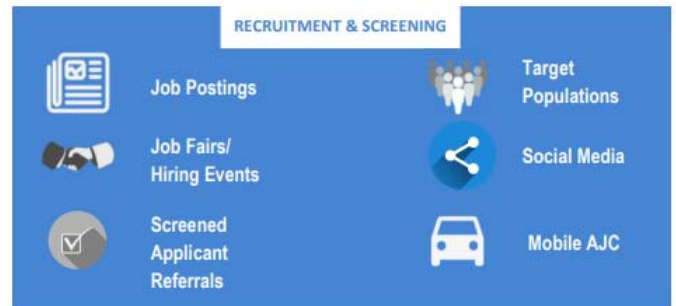 RECRUITMENT & SCREENING
Job Postings
Job Fairs/
Hiring Events
Screened
Applicant
Referrals
Target
Populations
Social Media
Mobile AJC